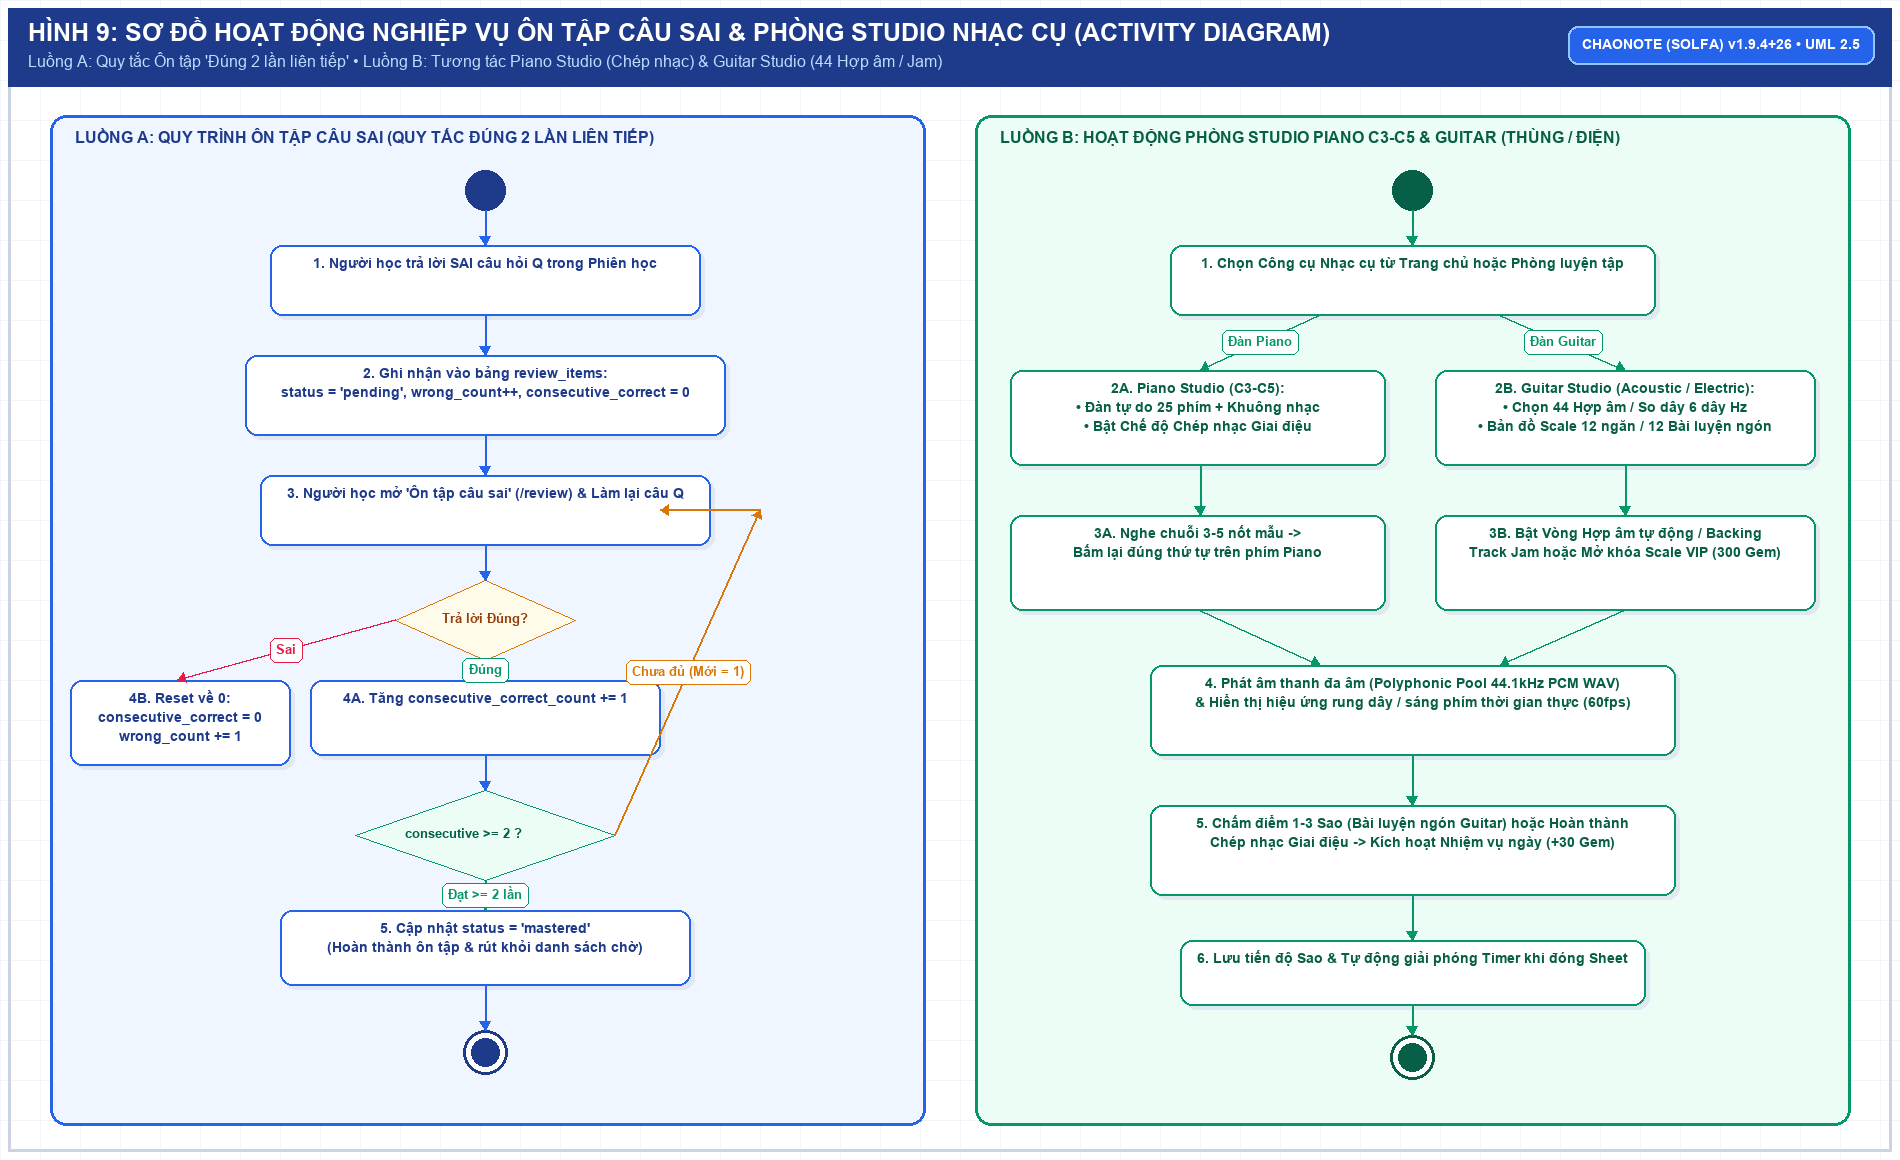 HÌNH 9: SƠ ĐỒ HOẠT ĐỘNG NGHIỆP VỤ ÔN TẬP CÂU SAI & PHÒNG STUDIO NHẠC CỤ (ACTIVITY DIAGRAM)
Luồng A: Quy tắc Ôn tập 'Đúng 2 lần liên tiếp' • Luồng B: Tương tác Piano Studio (Chép nhạc) & Guitar Studio (44 Hợp âm / Jam)
CHAONOTE (SOLFA) v1.9.4+26 • UML 2.5
LUỒNG A: QUY TRÌNH ÔN TẬP CÂU SAI (QUY TẮC ĐÚNG 2 LẦN LIÊN TIẾP)
1. Người học trả lời SAI câu hỏi Q trong Phiên học
2. Ghi nhận vào bảng review_items:
status = 'pending', wrong_count++, consecutive_correct = 0
3. Người học mở 'Ôn tập câu sai' (/review) & Làm lại câu Q
Trả lời Đúng?
Sai
Đúng
Chưa đủ (Mới = 1)
4B. Reset về 0:
consecutive_correct = 0
wrong_count += 1
4A. Tăng consecutive_correct_count += 1
consecutive >= 2 ?
Đạt >= 2 lần
5. Cập nhật status = 'mastered'
(Hoàn thành ôn tập & rút khỏi danh sách chờ)
LUỒNG B: HOẠT ĐỘNG PHÒNG STUDIO PIANO C3-C5 & GUITAR (THÙNG / ĐIỆN)
1. Chọn Công cụ Nhạc cụ từ Trang chủ hoặc Phòng luyện tập
Đàn Piano
Đàn Guitar
2A. Piano Studio (C3-C5):
• Đàn tự do 25 phím + Khuông nhạc
• Bật Chế độ Chép nhạc Giai điệu
2B. Guitar Studio (Acoustic / Electric):
• Chọn 44 Hợp âm / So dây 6 dây Hz
• Bản đồ Scale 12 ngăn / 12 Bài luyện ngón
3A. Nghe chuỗi 3-5 nốt mẫu ->
Bấm lại đúng thứ tự trên phím Piano
3B. Bật Vòng Hợp âm tự động / Backing
Track Jam hoặc Mở khóa Scale VIP (300 Gem)
4. Phát âm thanh đa âm (Polyphonic Pool 44.1kHz PCM WAV)
& Hiển thị hiệu ứng rung dây / sáng phím thời gian thực (60fps)
5. Chấm điểm 1-3 Sao (Bài luyện ngón Guitar) hoặc Hoàn thành
Chép nhạc Giai điệu -> Kích hoạt Nhiệm vụ ngày (+30 Gem)
6. Lưu tiến độ Sao & Tự động giải phóng Timer khi đóng Sheet